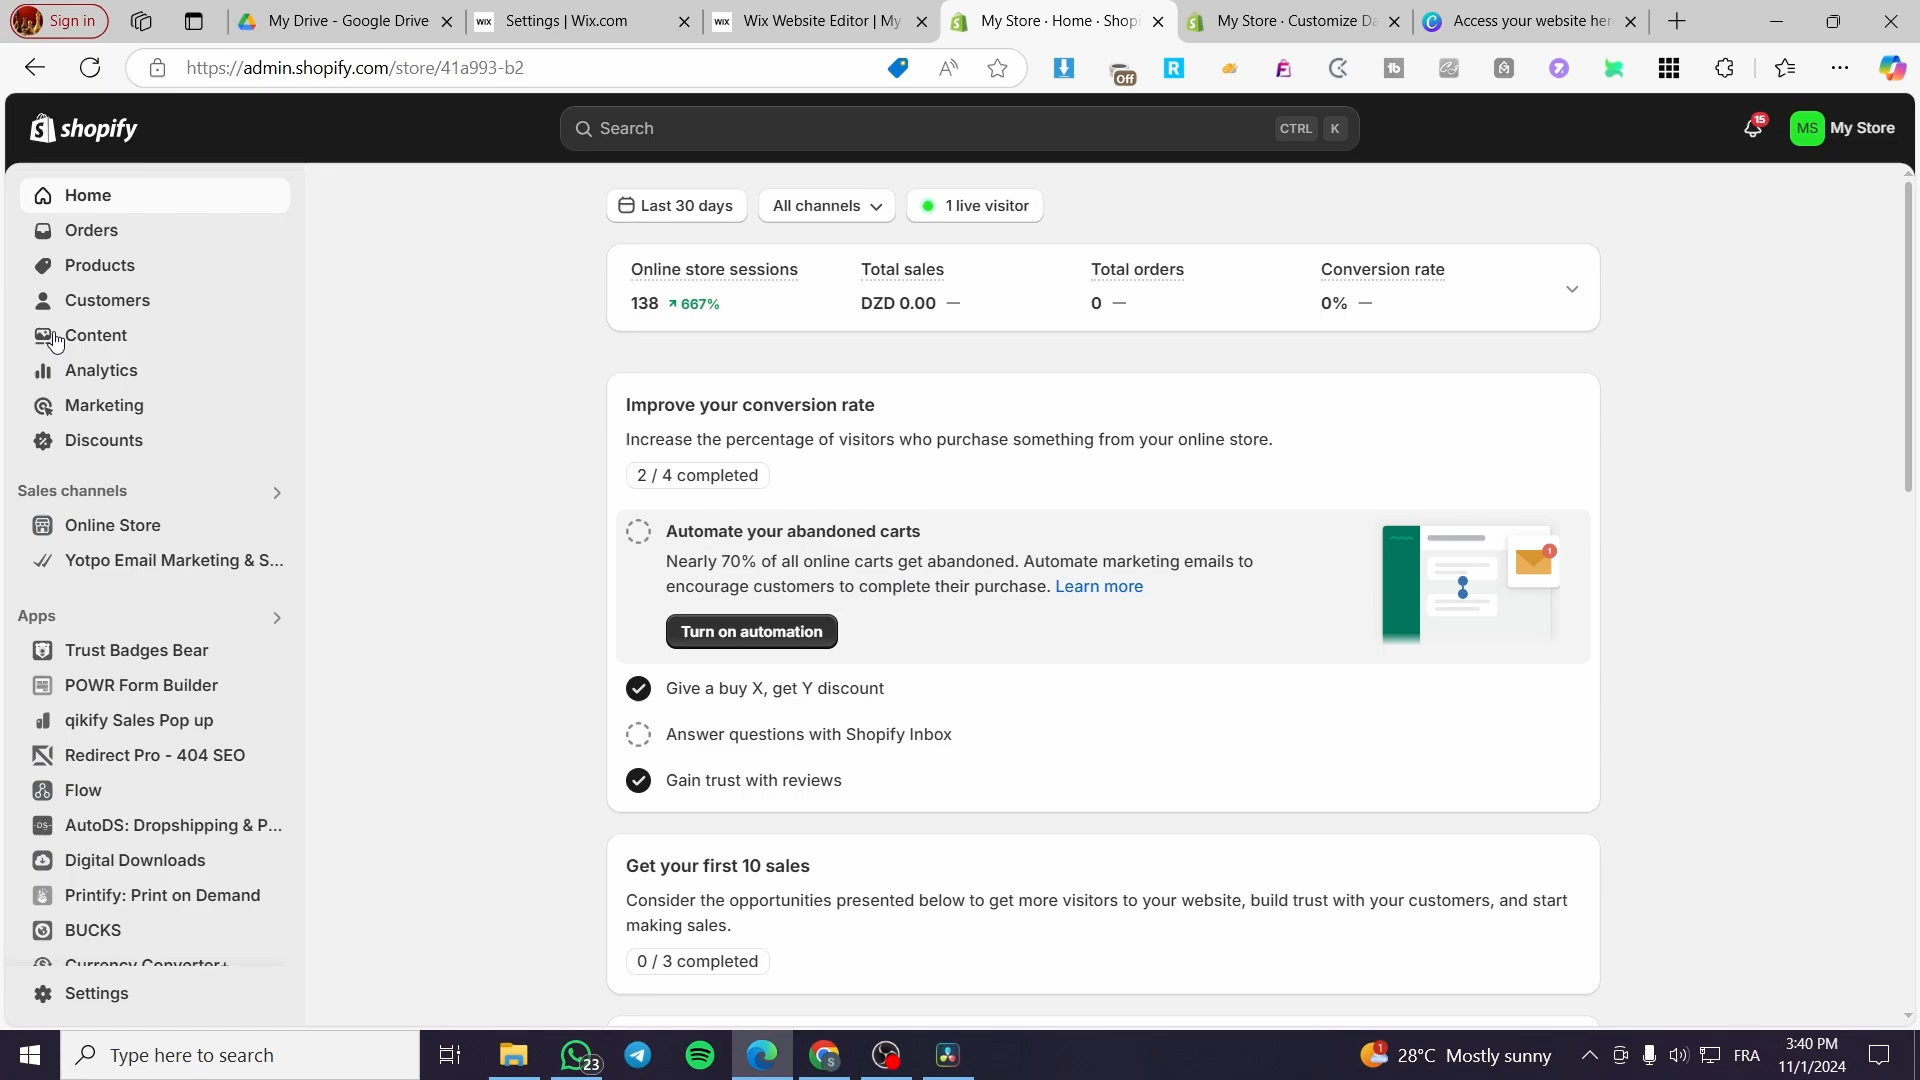 Sign in
My Drive - Google Drive
Settings | Wix.com
Wix Website Editor | My
My Store · Home · Shopi
My Store · Customize Da
Access your website her
https://admin.shopify.com/store/41a993-b2
Off
shopify
Search
CTRL K
15
MS
My Store
Home
Orders
Products
Customers
Content
Analytics
Marketing
Discounts
Sales channels
Online Store
Yotpo Email Marketing & S...
Apps
Trust Badges Bear
POWR Form Builder
qikify Sales Pop up
Redirect Pro - 404 SEO
Flow
AutoDS: Dropshipping & P...
Digital Downloads
Printify: Print on Demand
BUCKS
Currency Converter+
Settings
Last 30 days
All channels
1 live visitor
Online store sessions
138 667%
Total sales
DZD 0.00 —
Total orders
0 —
Conversion rate
0% —
Improve your conversion rate
Increase the percentage of visitors who purchase something from your online store.
2 / 4 completed
Automate your abandoned carts
Nearly 70% of all online carts get abandoned. Automate marketing emails to
encourage customers to complete their purchase. Learn more
Turn on automation
Give a buy X, get Y discount
Answer questions with Shopify Inbox
Gain trust with reviews
Get your first 10 sales
Consider the opportunities presented below to get more visitors to your website, build trust with your customers, and start
making sales.
0 / 3 completed
Type here to search
23
28°C Mostly sunny
FRA
3:40 PM
11/1/2024